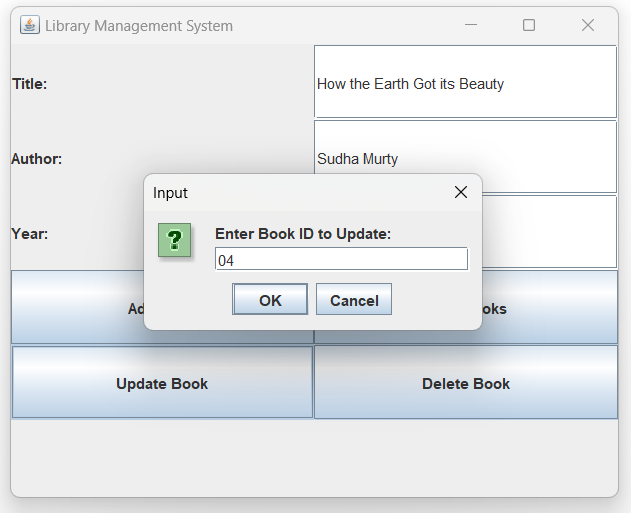 Library Management System
Title:
How the Earth Got its Beauty
Author:
Sudha Murty
Input
Year:
?
Enter Book ID to Update:
04
OK
Cancel
Update Book
Delete Book